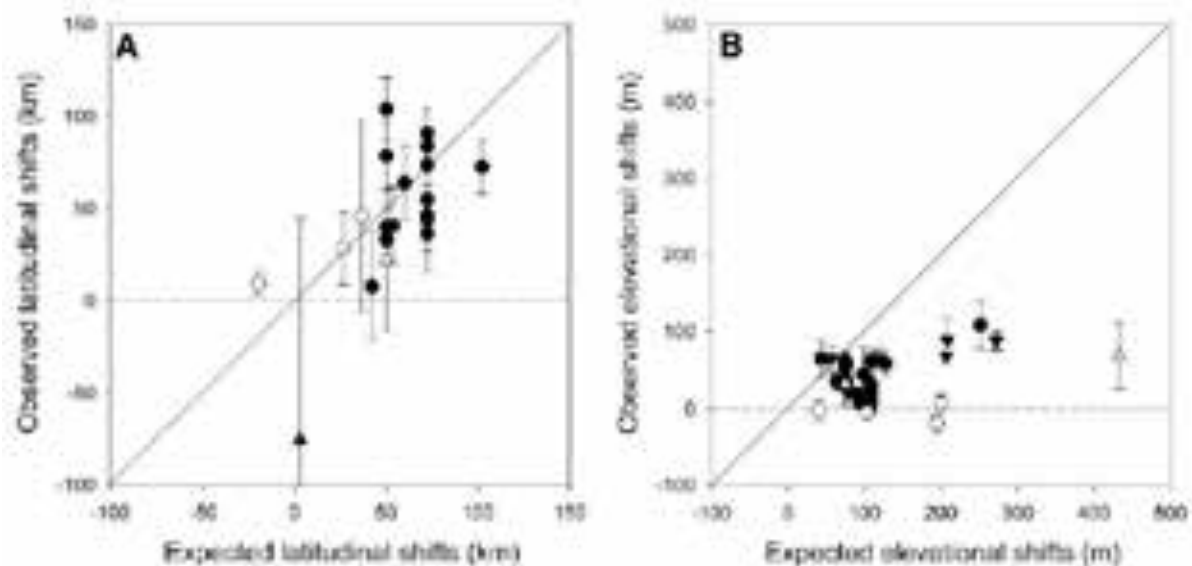 A
150
100
50
0
-50
-100
-100 -50 0 50 100 150
Observed latitudinal shifts (km)
Expected latitudinal shifts (km)
B
500
400
300
200
100
0
-100
-100 0 100 200 300 400 500
Observed elevational shifts (m)
Expected elevational shifts (m)